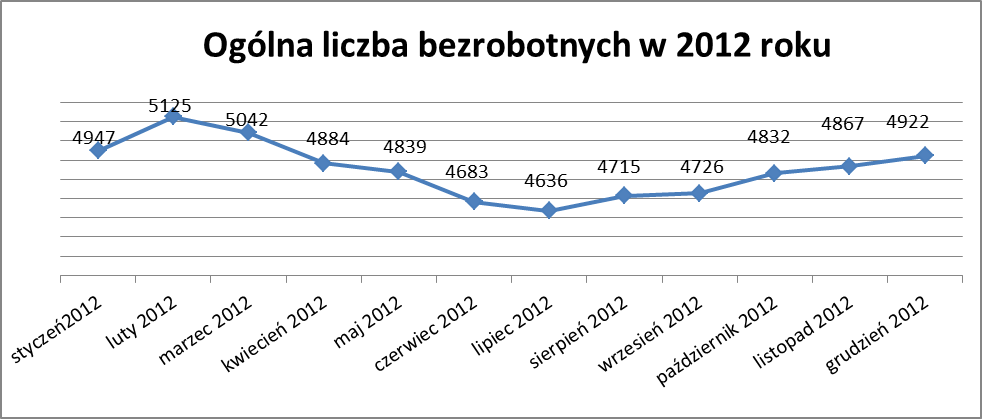 Ogólna liczba bezrobotnych w 2012 roku
4947
5125
5042
4884
4839
4683
4636
4715
4726
4832
4867
4922
styczeń2012
luty 2012
marzec 2012
kwiecień 2012
maj 2012
czerwiec 2012
lipiec 2012
sierpień 2012
wrzesień 2012
październik 2012
listopad 2012
grudzień 2012